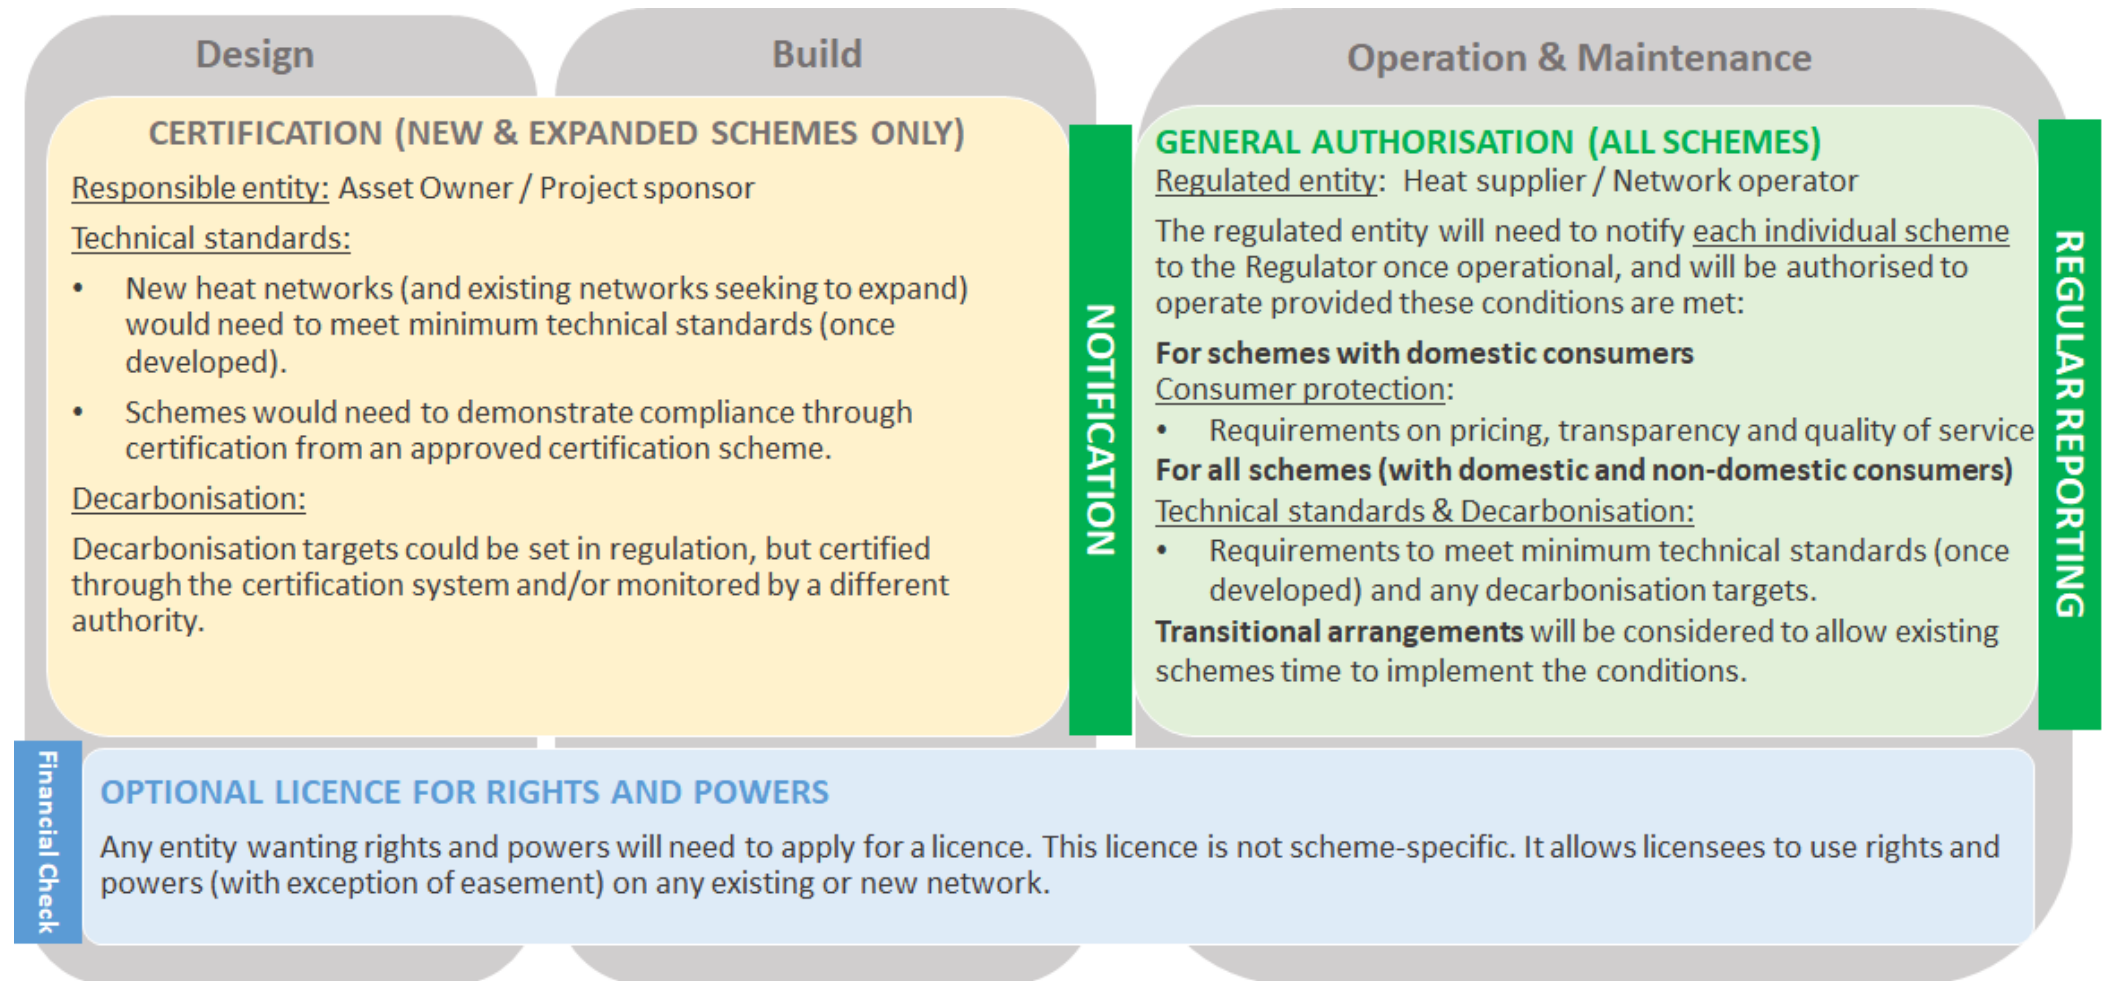 Design
Build
Operation & Maintenance
CERTIFICATION (NEW & EXPANDED SCHEMES ONLY)
Responsible entity: Asset Owner / Project sponsor
Technical standards:
• New heat networks (and existing networks seeking to expand)
would need to meet minimum technical standards (once
developed).
• Schemes would need to demonstrate compliance through
certification from an approved certification scheme.
Decarbonisation:
Decarbonisation targets could be set in regulation, but certified
through the certification system and/or monitored by a different
authority.
NOTIFICATION
GENERAL AUTHORISATION (ALL SCHEMES)
Regulated entity: Heat supplier / Network operator
The regulated entity will need to notify each individual scheme
to the Regulator once operational, and will be authorised to
operate provided these conditions are met:
For schemes with domestic consumers
Consumer protection:
• Requirements on pricing, transparency and quality of service
For all schemes (with domestic and non-domestic consumers)
Technical standards & Decarbonisation:
• Requirements to meet minimum technical standards (once
developed) and any decarbonisation targets.
Transitional arrangements will be considered to allow existing
schemes time to implement the conditions.
REGULAR REPORTING
Financial Check
OPTIONAL LICENCE FOR RIGHTS AND POWERS
Any entity wanting rights and powers will need to apply for a licence. This licence is not scheme-specific. It allows licensees to use rights and
powers (with exception of easement) on any existing or new network.